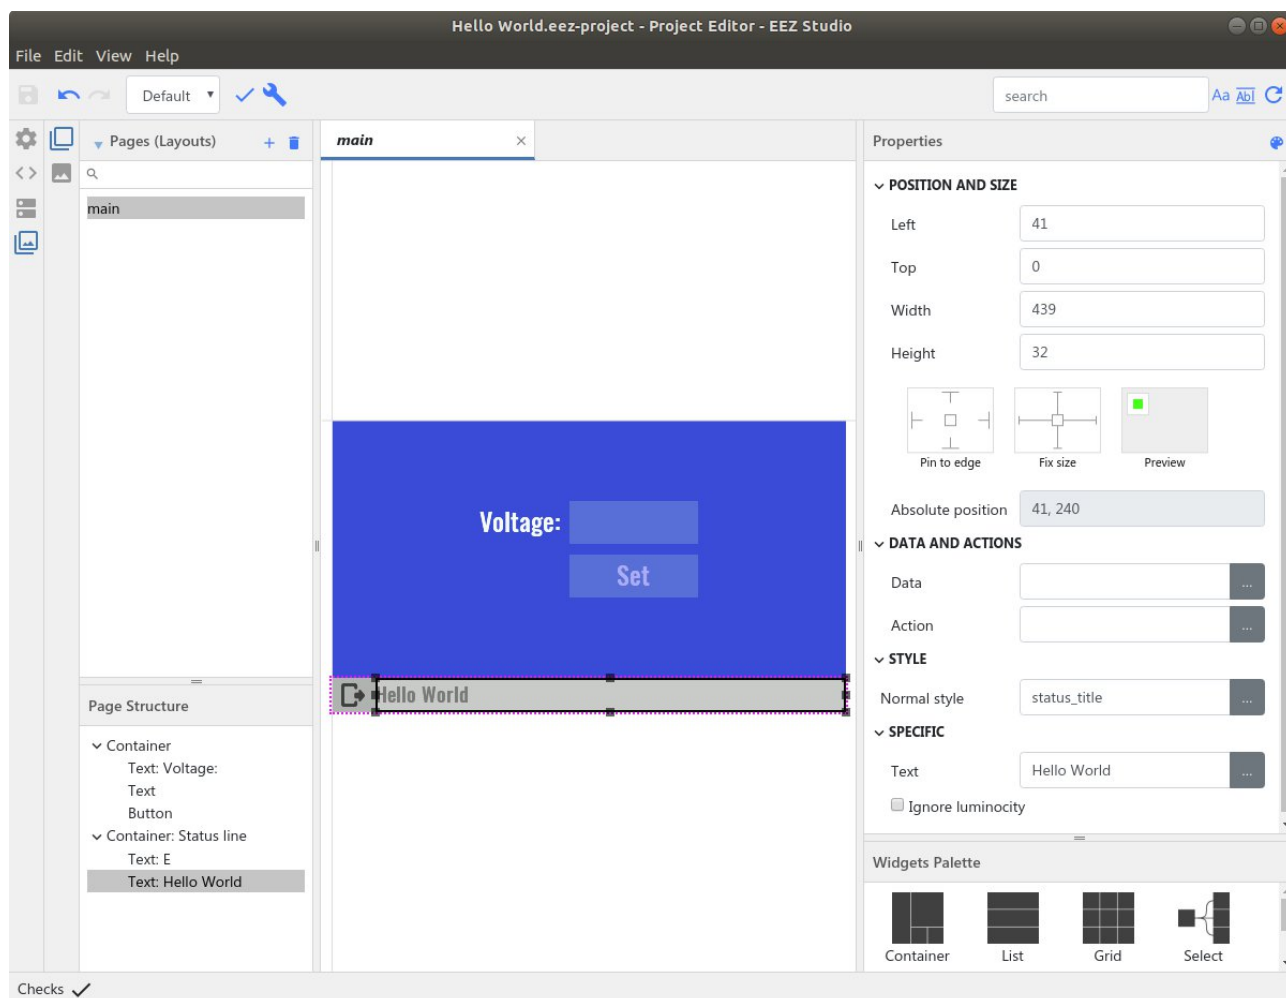 Hello World.eez-project - Project Editor - EEZ Studio
File Edit View Help
Default
search
Aa Abl
Pages (Layouts)
main
main
Voltage:
Set
Hello World
Page Structure
Container
Text: Voltage:
Text
Button
Container: Status line
Text: E
Text: Hello World
Properties
POSITION AND SIZE
Left 41
Top 0
Width 439
Height 32
Pin to edge Fix size Preview
Absolute position 41, 240
DATA AND ACTIONS
Data ...
Action ...
STYLE
Normal style status_title ...
SPECIFIC
Text Hello World ...
Ignore luminocity
Widgets Palette
Container List Grid Select
Checks